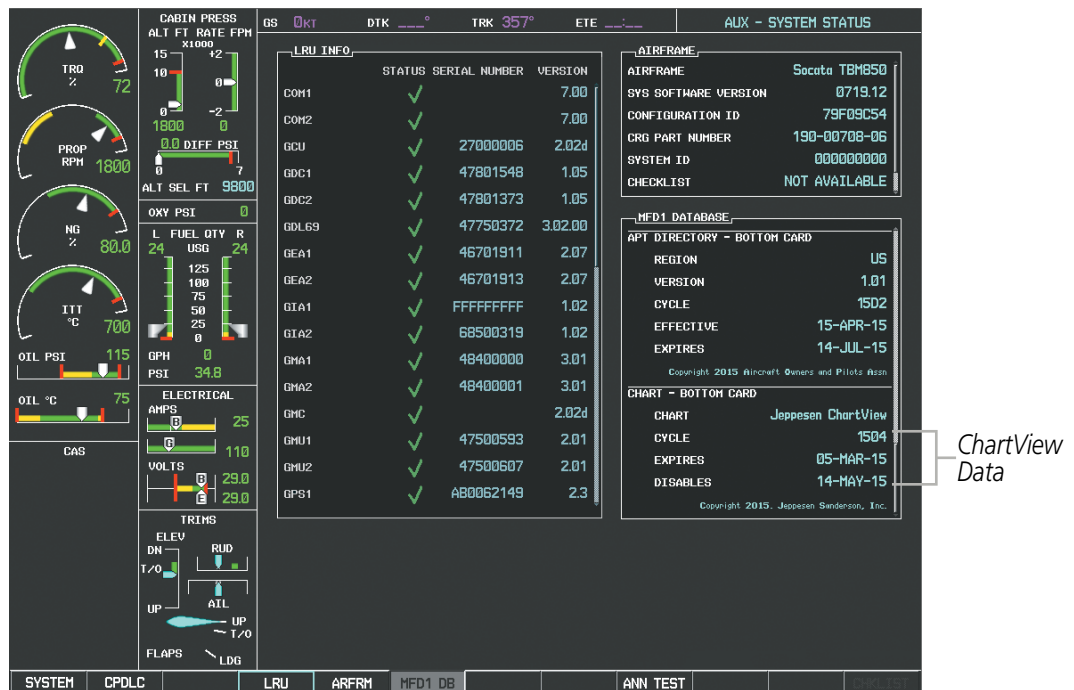 GS 0KT DTK ___° TRK 357° ETE __:__ AUX - SYSTEM STATUS
TRQ
%
72
PROP
RPM
1800
NG
%
80.0
ITT
°C
700
OIL PSI 115
OIL °C 75
CAS
CABIN PRESS
ALT FT RATE FPM
X1000
15 +2
10 0
0 -2
1800 0
0.0 DIFF PSI
0 7
ALT SEL FT 9800
OXY PSI 0
L FUEL QTY R
24 USG 24
125
100
75
50
25
0
GPH 0
PSI 34.8
ELECTRICAL
AMPS
B 25
G 110
VOLTS
B 29.0
E 29.0
TRIMS
ELEV
DN RUD
T/O
UP AIL
UP
T/O
FLAPS LDG
LRU INFO
STATUS SERIAL NUMBER VERSION
COM1 ✓ 7.00
COM2 ✓ 7.00
GCU ✓ 27000006 2.02d
GDC1 ✓ 47801548 1.05
GDC2 ✓ 47801373 1.05
GDL69 ✓ 47750372 3.02.00
GEA1 ✓ 46701911 2.07
GEA2 ✓ 46701913 2.07
GIA1 ✓ FFFFFFFFF 1.02
GIA2 ✓ 68500319 1.02
GMA1 ✓ 48400000 3.01
GMA2 ✓ 48400001 3.01
GMC ✓ 2.02d
GMU1 ✓ 47500593 2.01
GMU2 ✓ 47500607 2.01
GPS1 ✓ AB0062149 2.3
AIRFRAME
AIRFRAME Socata TBM850
SYS SOFTWARE VERSION 0719.12
CONFIGURATION ID 79F09C54
CRG PART NUMBER 190-00708-06
SYSTEM ID 000000000
CHECKLIST NOT AVAILABLE
MFD1 DATABASE
APT DIRECTORY - BOTTOM CARD
REGION US
VERSION 1.01
CYCLE 15D2
EFFECTIVE 15-APR-15
EXPIRES 14-JUL-15
Copyright 2015 Aircraft Owners and Pilots Assn
CHART - BOTTOM CARD
CHART Jeppesen ChartView
CYCLE 1504
EXPIRES 05-MAR-15
DISABLES 14-MAY-15
Copyright 2015, Jeppesen Sanderson, Inc.
ChartView
Data
SYSTEM CPDLC LRU ARFRM MFD1 DB ANN TEST CHKLIST